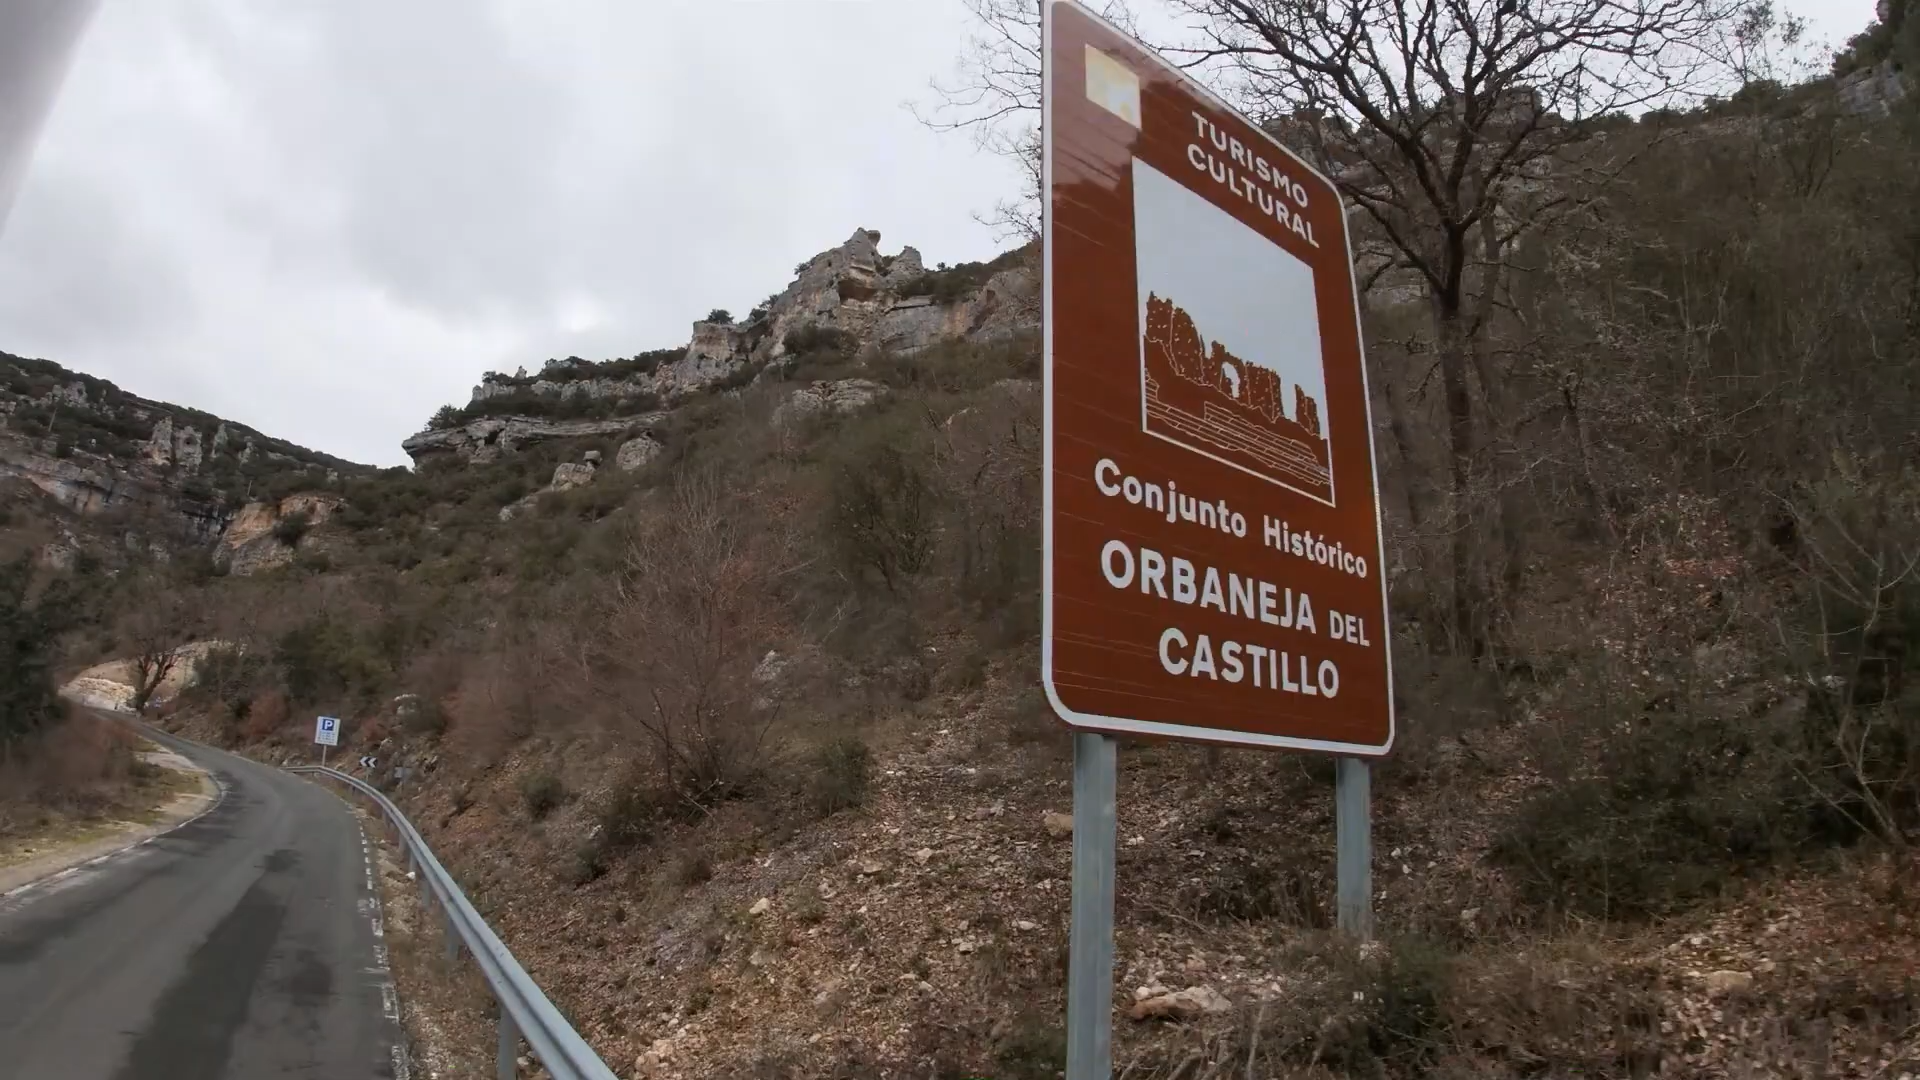 TURISMO
CULTURAL
Conjunto Histórico
ORBANEJA DEL
CASTILLO
P